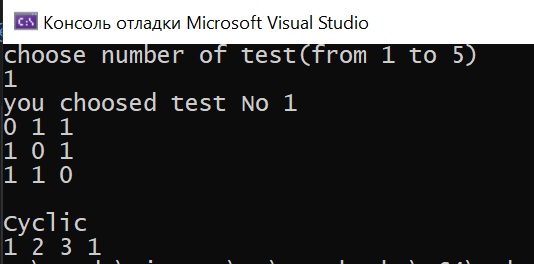 Консоль отладки Microsoft Visual Studio
choose number of test(from 1 to 5)
1
you choosed test No 1
0 1 1
1 0 1
1 1 0
Cyclic
1 2 3 1